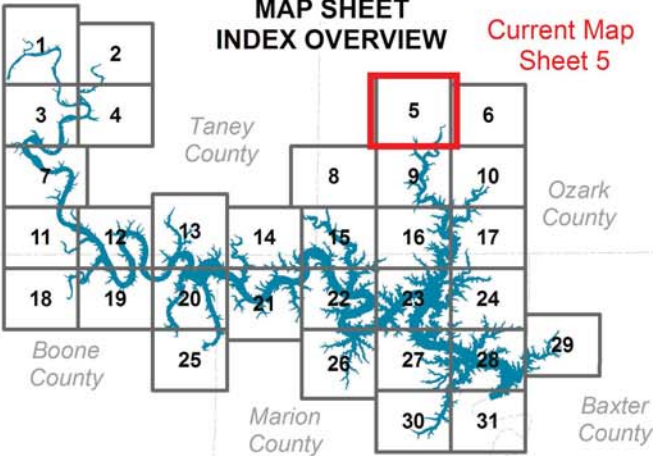 MAP SHEET
INDEX OVERVIEW
Current Map
Sheet 5
1
2
3
4
5
6
Taney
County
7
8
9
10
Ozark
County
11
12
13
14
15
16
17
18
19
20
21
22
23
24
Boone
County
25
26
27
28
29
Marion
County
30
31
Baxter
County